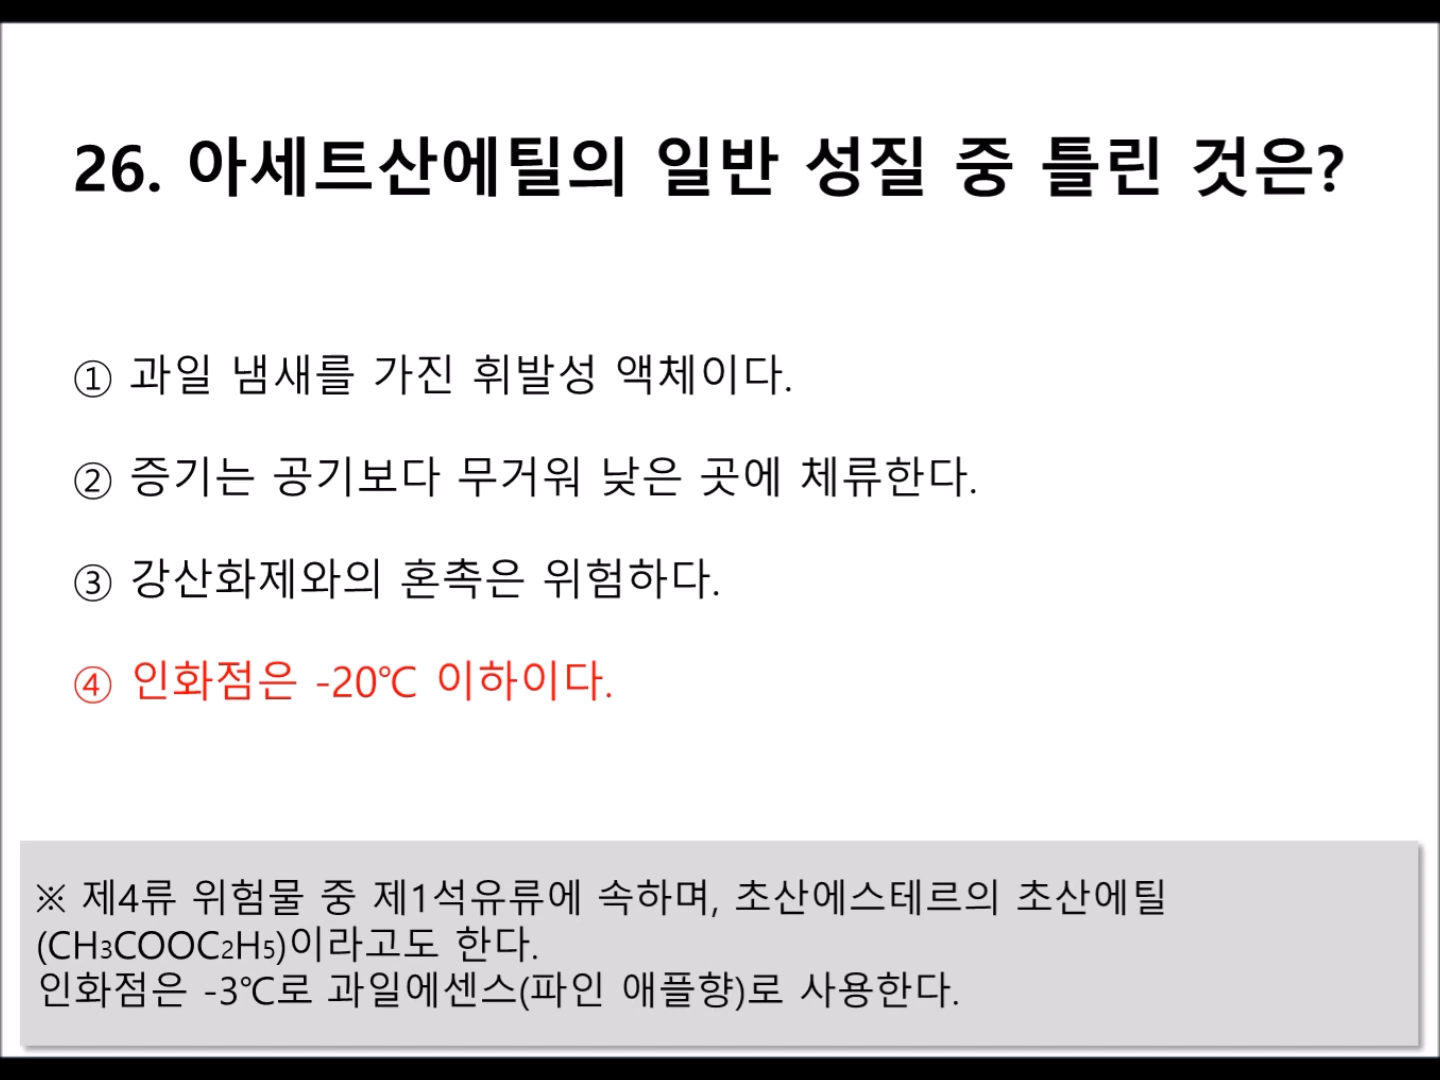 26. 아세트산에틸의 일반 성질 중 틀린 것은?
① 과일 냄새를 가진 휘발성 액체이다.
② 증기는 공기보다 무거워 낮은 곳에 체류한다.
③ 강산화제와의 혼촉은 위험하다.
④ 인화점은 -20℃ 이하이다.
※ 제4류 위험물 중 제1석유류에 속하며, 초산에스테르의 초산에틸
(CH3COOC2H5)이라고도 한다.
인화점은 -3℃로 과일에센스(파인 애플향)로 사용한다.